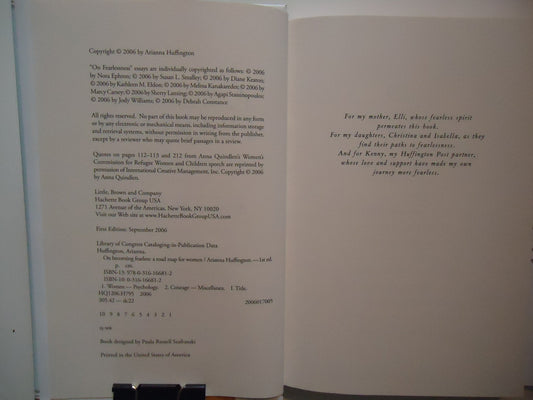 Copyright © 2006 by Arianna Huffington
"On Fearlessness" essays are individually copyrighted as follows: © 2006
by Nora Ephron; © 2006 by Susan L. Smalley; © 2006 by Diane Keaton;
© 2006 by Kathleen M. Eldon; © 2006 by Melina Kanakaredes; © 2006 by
Marcy Carsey; © 2006 by Sherry Lansing; © 2006 by Agapi Stassinopoulos;
© 2006 by Jody Williams; © 2006 by Deborah Constance
All rights reserved. No part of this book may be reproduced in any form
or by any electronic or mechanical means, including information storage
and retrieval systems, without permission in writing from the publisher,
except by a reviewer who may quote brief passages in a review.
Quotes on pages 112–113 and 212 from Anna Quindlen's Women's
Commission for Refugee Women and Children speech are reprinted by
permission of International Creative Management, Inc. Copyright © 2006
by Anna Quindlen.
Little, Brown and Company
Hachette Book Group USA
1271 Avenue of the Americas, New York, NY 10020
Visit our Web site at www.HachetteBookGroupUSA.com
First Edition: September 2006
Library of Congress Cataloging-in-Publication Data
Huffington, Arianna.
On becoming fearless: a road map for women / Arianna Huffington. — 1st ed.
p. cm.
ISBN-13: 978-0-316-16681-2
ISBN-10: 0-316-16681-2
1. Women — Psychology. 2. Courage — Miscellanea. I. Title.
HQ1206.H795 2006
305.42 — dc22 2006017005
10 9 8 7 6 5 4 3 2 1
Book designed by Paula Russell Szafranski
Printed in the United States of America
For my mother, Elli, whose fearless spirit
permeates this book.
For my daughters, Christina and Isabella, as they
find their paths to fearlessness.
And for Kenny, my Huffington Post partner,
whose love and support have made my own
journey more fearless.